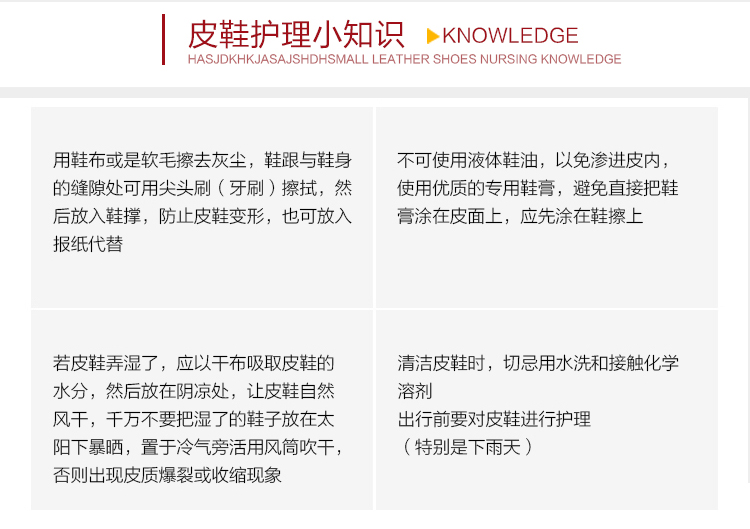 皮鞋护理小知识 KNOWLEDGE
HASJDKHKJASAJSHDHSMALL LEATHER SHOES NURSING KNOWLEDGE
用鞋布或是软毛擦去灰尘，鞋跟与鞋身
的缝隙处可用尖头刷（牙刷）擦拭，然
后放入鞋撑，防止皮鞋变形，也可放入
报纸代替
不可使用液体鞋油，以免渗进皮内，
使用优质的专用鞋膏，避免直接把鞋
膏涂在皮面上，应先涂在鞋擦上
若皮鞋弄湿了，应以干布吸取皮鞋的
水分，然后放在阴凉处，让皮鞋自然
风干，千万不要把湿了的鞋子放在太
阳下暴晒，置于冷气旁活用风筒吹干，
否则出现皮质爆裂或收缩现象
清洁皮鞋时，切忌用水洗和接触化学
溶剂
出行前要对皮鞋进行护理
（特别是下雨天）